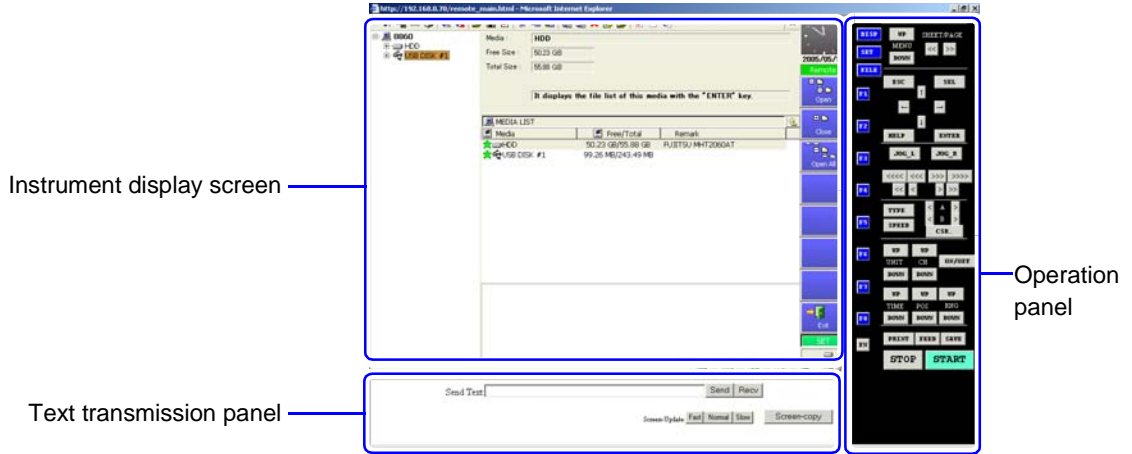 http://192.168.0.70/remote_main.html - Microsoft Internet Explorer
8860
HDD
USB DISK #1
Media : HDD
Free Size : 50.23 GB
Total Size : 55.88 GB
It displays the file list of this media with the "ENTER" key.
MEDIA LIST
Media Free/Total Remark
HDD 50.23 GB/55.88 GB FUJITSU MHT2060AT
USB DISK #1 99.26 MB/243.49 MB
2005/05/
Remote
Open
Close
Open All
Exit
SET
DISP UP SHEET/PAGE
SET MENU << >>
DOWN
FILE
ESC SEL
F1 ↑
← →
F2 ↓
HELP ENTER
F3 JOG_L JOG_R
<<<< <<< >>> >>>>
F4 << < > >>
TYPE < A >
F5 SPEED < B >
CSR
F6 UP UP
UNIT CH ON/OFF
DOWN DOWN
F7 UP UP UP
TIME POS ENG
F8 DOWN DOWN DOWN
FN PRINT FEED SAVE
STOP START
Instrument display screen
Operation
panel
Text transmission panel
Send Text Send Recv
Screen-Update Fast Normal Slow Screen-copy